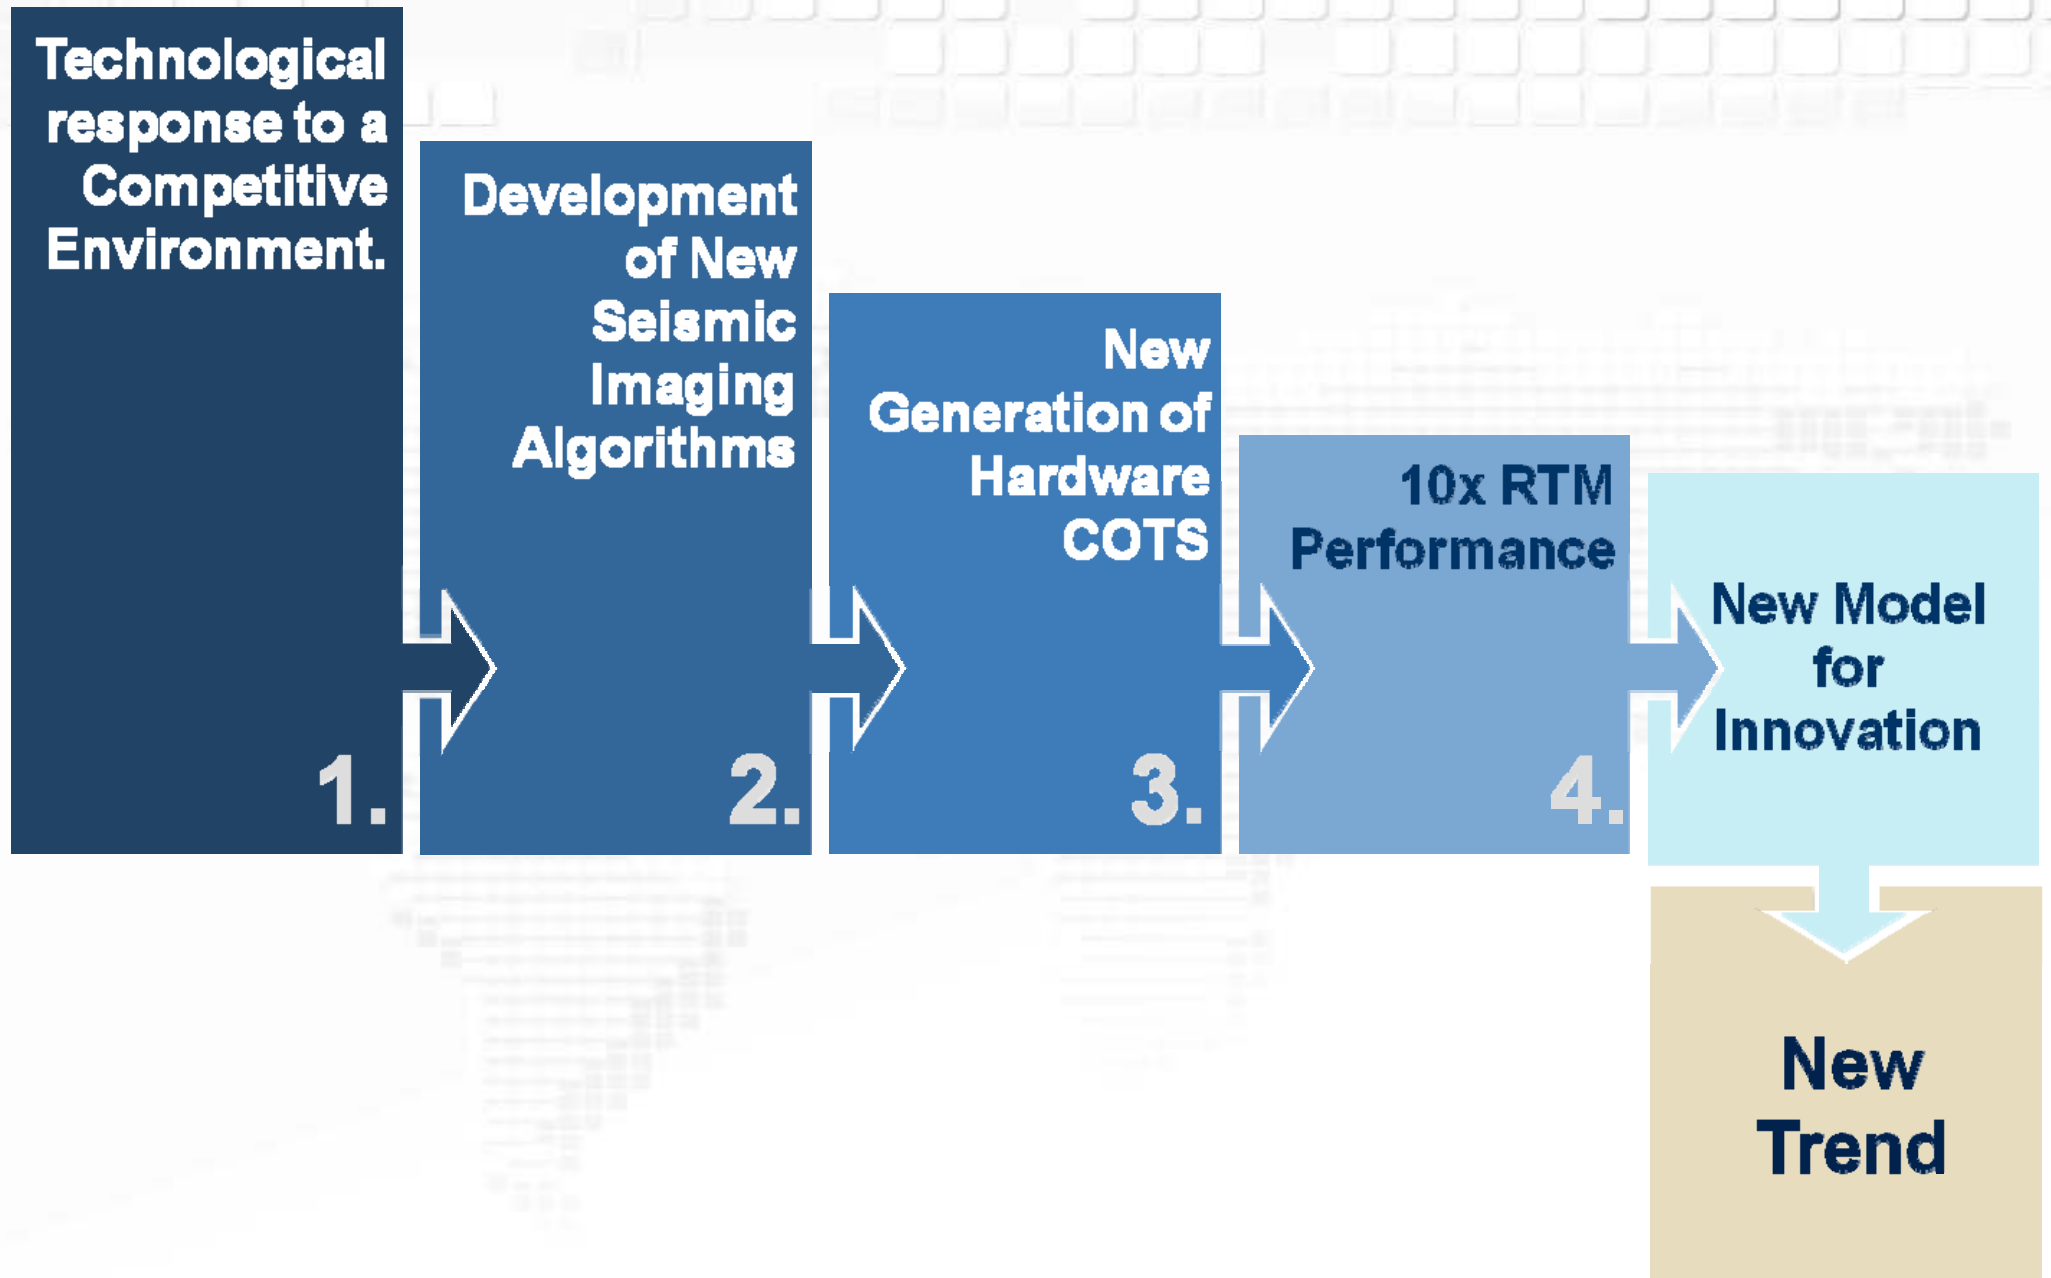 Technological
response to a
Competitive
Environment.
1.
Development
of New
Seismic
Imaging
Algorithms
2.
New
Generation of
Hardware
COTS
3.
10x RTM
Performance
4.
New Model
for
Innovation
New
Trend